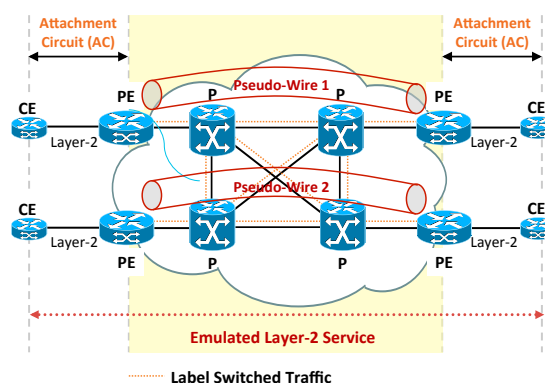 Attachment
Circuit (AC)
Attachment
Circuit (AC)
Pseudo-Wire 1
PE
P
P
PE
CE
CE
Layer-2
Layer-2
Pseudo-Wire 2
CE
CE
Layer-2
Layer-2
PE
P
P
PE
Emulated Layer-2 Service
Label Switched Traffic